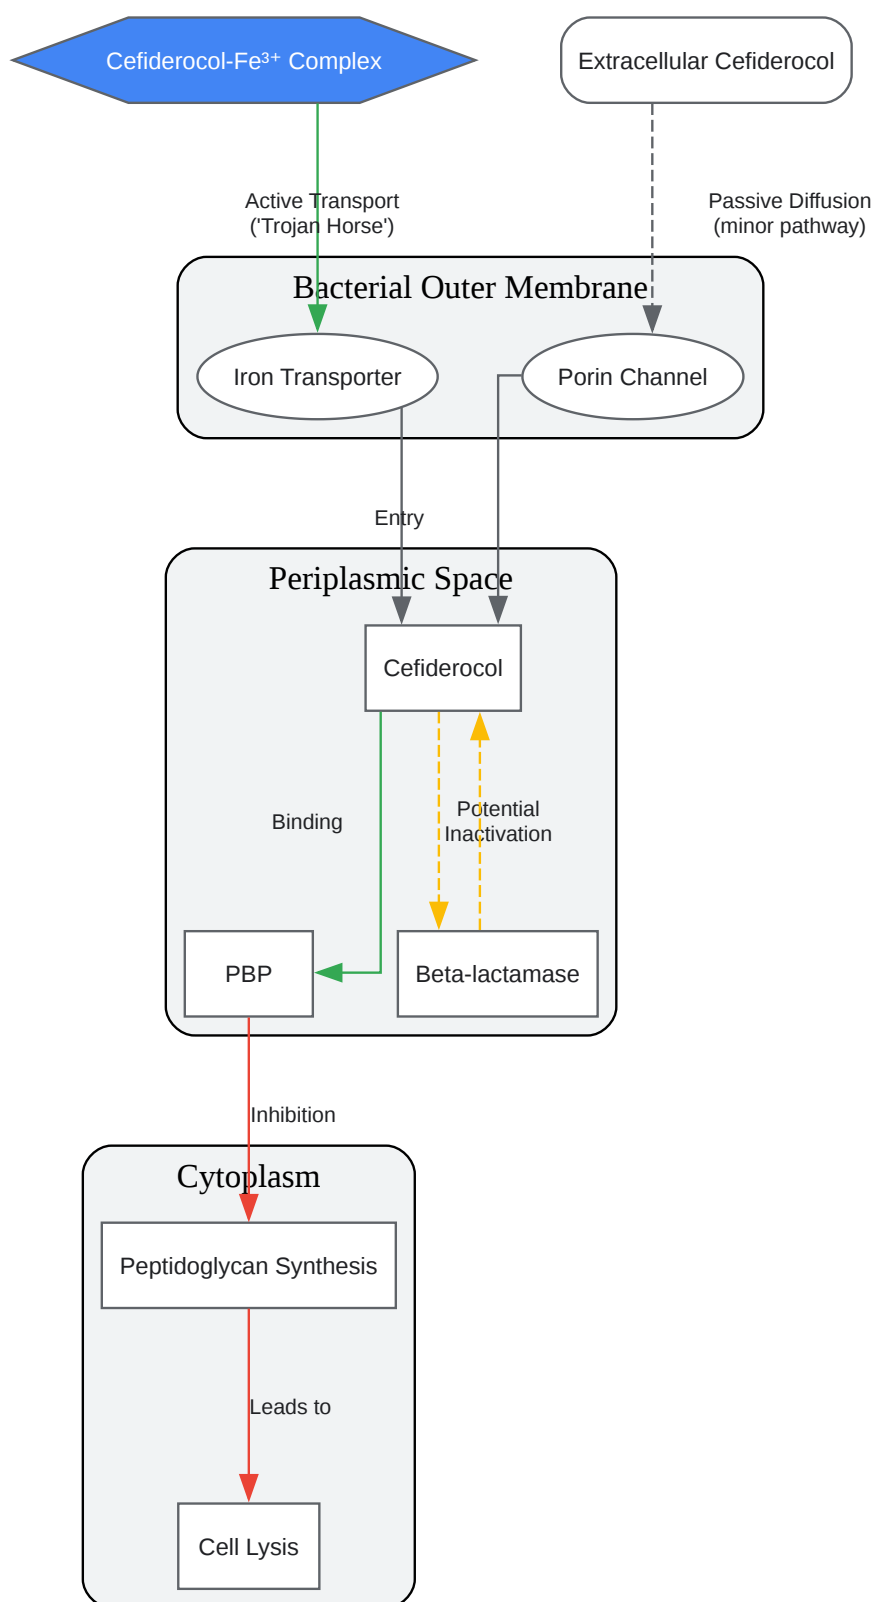 Cefiderocol-Fe³⁺ Complex
Extracellular Cefiderocol
Active Transport
('Trojan Horse')
Passive Diffusion
(minor pathway)
Bacterial Outer Membrane
Iron Transporter
Porin Channel
Entry
Periplasmic Space
Cefiderocol
Binding
Potential
Inactivation
PBP
Beta-lactamase
Inhibition
Cytoplasm
Peptidoglycan Synthesis
Leads to
Cell Lysis